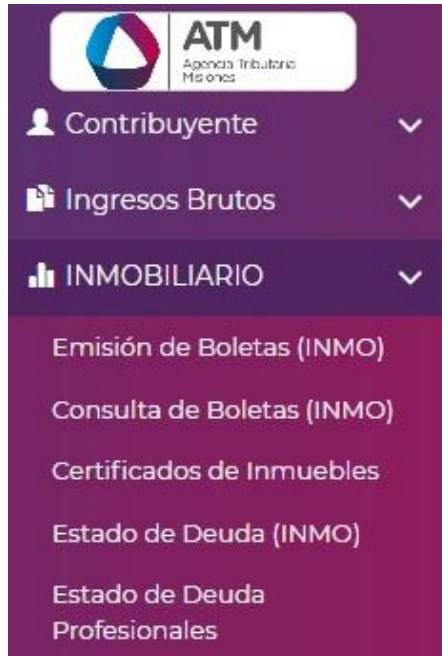 ATM
Agencia Tributaria
Misiones
Contribuyente
Ingresos Brutos
INMOBILIARIO
Emisión de Boletas (INMO)
Consulta de Boletas (INMO)
Certificados de Inmuebles
Estado de Deuda (INMO)
Estado de Deuda
Profesionales